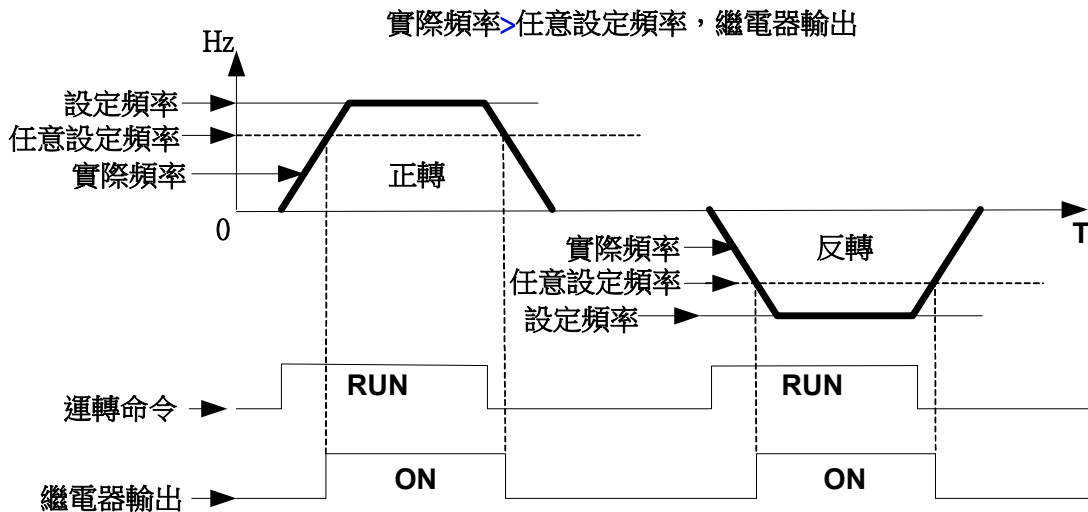 實際頻率>任意設定頻率，繼電器輸出
Hz
設定頻率
任意設定頻率
實際頻率
正轉
0
T
實際頻率
反轉
任意設定頻率
設定頻率
運轉命令
RUN
RUN
繼電器輸出
ON
ON